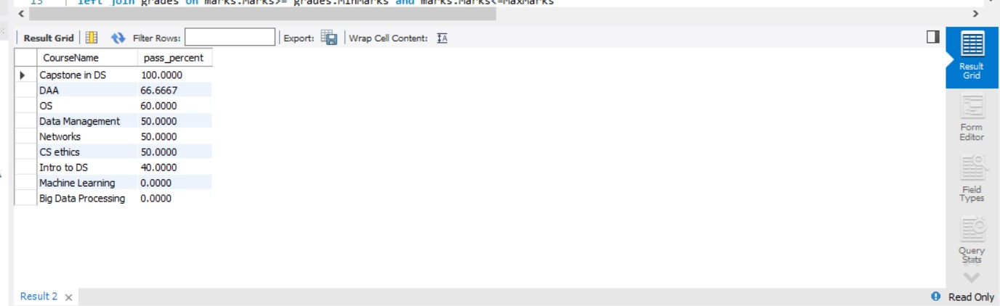 left join grades on marks.Marks>= grades.MinMarks and marks.Marks<=MaxMarks
Result Grid Filter Rows: Export: Wrap Cell Content: IA
CourseName pass_percent
Capstone in DS 100.0000
DAA 66.6667
OS 60.0000
Data Management 50.0000
Networks 50.0000
CS ethics 50.0000
Intro to DS 40.0000
Machine Learning 0.0000
Big Data Processing 0.0000
Result
Grid
Form
Editor
Field
Types
Query
Stats
Result 2 Read Only